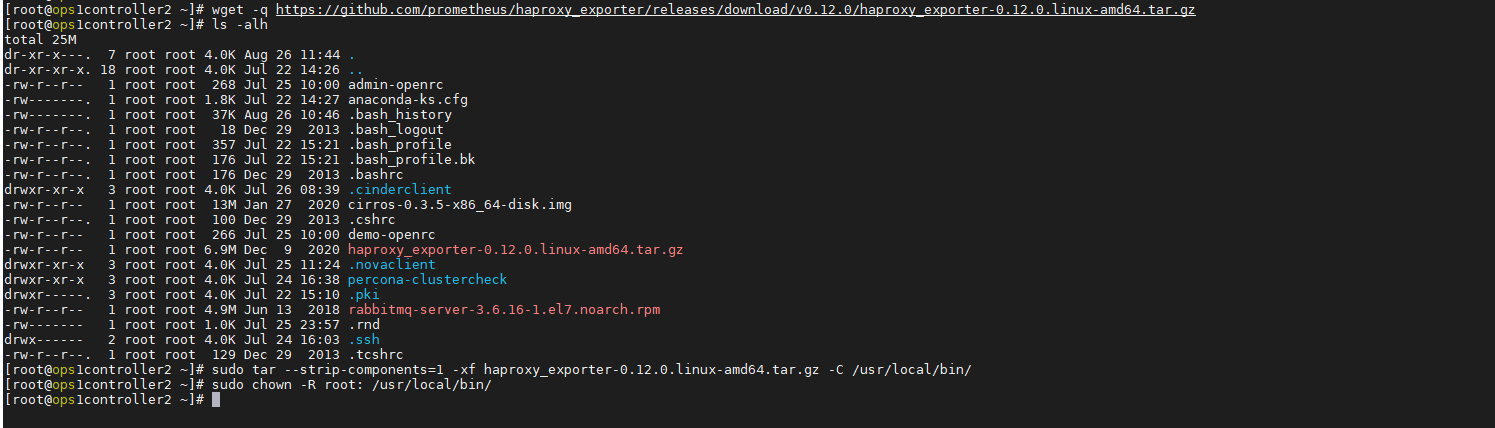 [root@ops1controller2 ~]# wget -q https://github.com/prometheus/haproxy_exporter/releases/download/v0.12.0/haproxy_exporter-0.12.0.linux-amd64.tar.gz
[root@ops1controller2 ~]# ls -alh
total 25M
dr-xr-x---.  7 root root 4.0K Aug 26 11:44 .
dr-xr-xr-x. 18 root root 4.0K Jul 22 14:26 ..
-rw-r--r--   1 root root  268 Jul 25 10:00 admin-openrc
-rw-------.  1 root root 1.8K Jul 22 14:27 anaconda-ks.cfg
-rw-------.  1 root root  37K Aug 26 10:46 .bash_history
-rw-r--r--.  1 root root   18 Dec 29  2013 .bash_logout
-rw-r--r--.  1 root root  357 Jul 22 15:21 .bash_profile
-rw-r--r--.  1 root root  176 Jul 22 15:21 .bash_profile.bk
-rw-r--r--.  1 root root  176 Dec 29  2013 .bashrc
drwxr-xr-x   3 root root 4.0K Jul 26 08:39 .cinderclient
-rw-r--r--   1 root root  13M Jan 27  2020 cirros-0.3.5-x86_64-disk.img
-rw-r--r--.  1 root root  100 Dec 29  2013 .cshrc
-rw-r--r--   1 root root  266 Jul 25 10:00 demo-openrc
-rw-r--r--   1 root root 6.9M Dec  9  2020 haproxy_exporter-0.12.0.linux-amd64.tar.gz
drwxr-xr-x   3 root root 4.0K Jul 25 11:24 .novaclient
drwxr-xr-x   3 root root 4.0K Jul 24 16:38 percona-clustercheck
drwxr-----.  3 root root 4.0K Jul 22 15:10 .pki
-rw-r--r--   1 root root 4.9M Jun 13  2018 rabbitmq-server-3.6.16-1.el7.noarch.rpm
-rw-------   1 root root 1.0K Jul 25 23:57 .rnd
drwx------   2 root root 4.0K Jul 24 16:03 .ssh
-rw-r--r--.  1 root root  129 Dec 29  2013 .tcshrc
[root@ops1controller2 ~]# sudo tar --strip-components=1 -xf haproxy_exporter-0.12.0.linux-amd64.tar.gz -C /usr/local/bin/
[root@ops1controller2 ~]# sudo chown -R root: /usr/local/bin/
[root@ops1controller2 ~]#